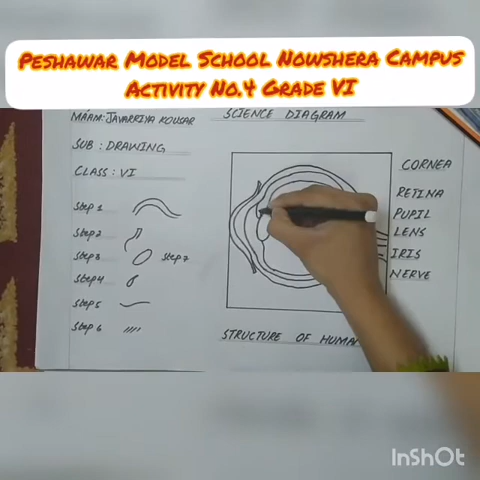 Peshawar Model School Nowshera Campus
Activity No.4 Grade VI
MAAM: JAVARRIYA KOUSAR
SCIENCE DIAGRAM
SUB : DRAWING
CLASS : VI
Step 1
Step 2
Step 3
Step 7
Step 4
Step 5
Step 6
CORNEA
RETINA
PUPIL
LENS
IRIS
NERVE
STRUCTURE OF HUMA
InShOt